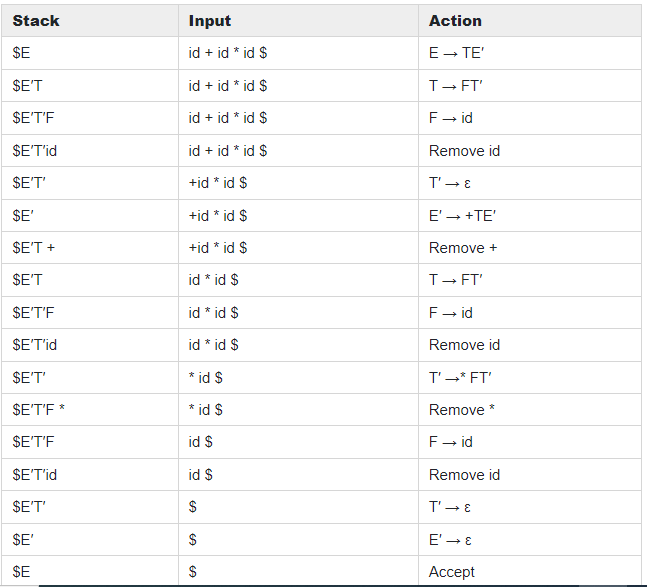 Stack Input Action
$E id + id * id $ E → TE′
$E′T id + id * id $ T → FT′
$E′T′F id + id * id $ F → id
$E′T′id id + id * id $ Remove id
$E′T′ +id * id $ T′ → ε
$E′ +id * id $ E′ → +TE′
$E′T + +id * id $ Remove +
$E′T id * id $ T → FT′
$E′T′F id * id $ F → id
$E′T′id id * id $ Remove id
$E′T′ * id $ T′ →* FT′
$E′T′F * * id $ Remove *
$E′T′F id $ F → id
$E′T′id id $ Remove id
$E′T′ $ T′ → ε
$E′ $ E′ → ε
$E $ Accept